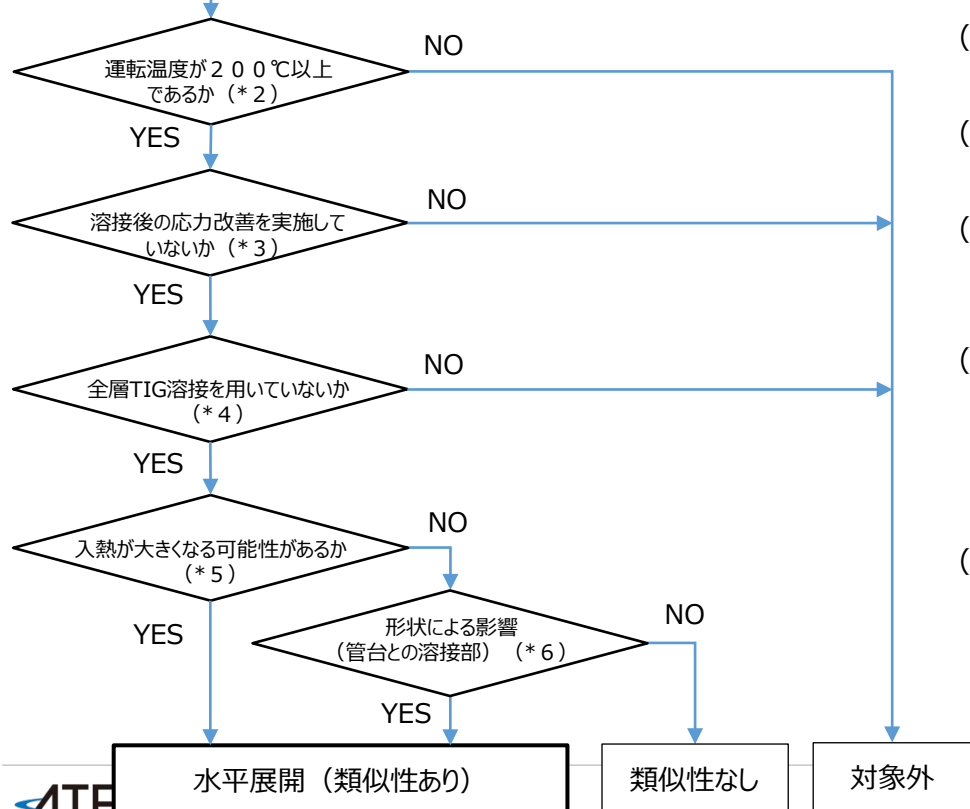 NO
(
運転温度が２００℃以上
であるか（*２）
YES
(
NO
溶接後の応力改善を実施して
いないか（*３）
(
YES
NO
全層TIG溶接を用いていないか
（*４）
(
YES
NO
入熱が大きくなる可能性があるか
（*５）
(
YES
形状による影響
（管台との溶接部）（*６）
NO
YES
水平展開（類似性あり）
類似性なし
対象外